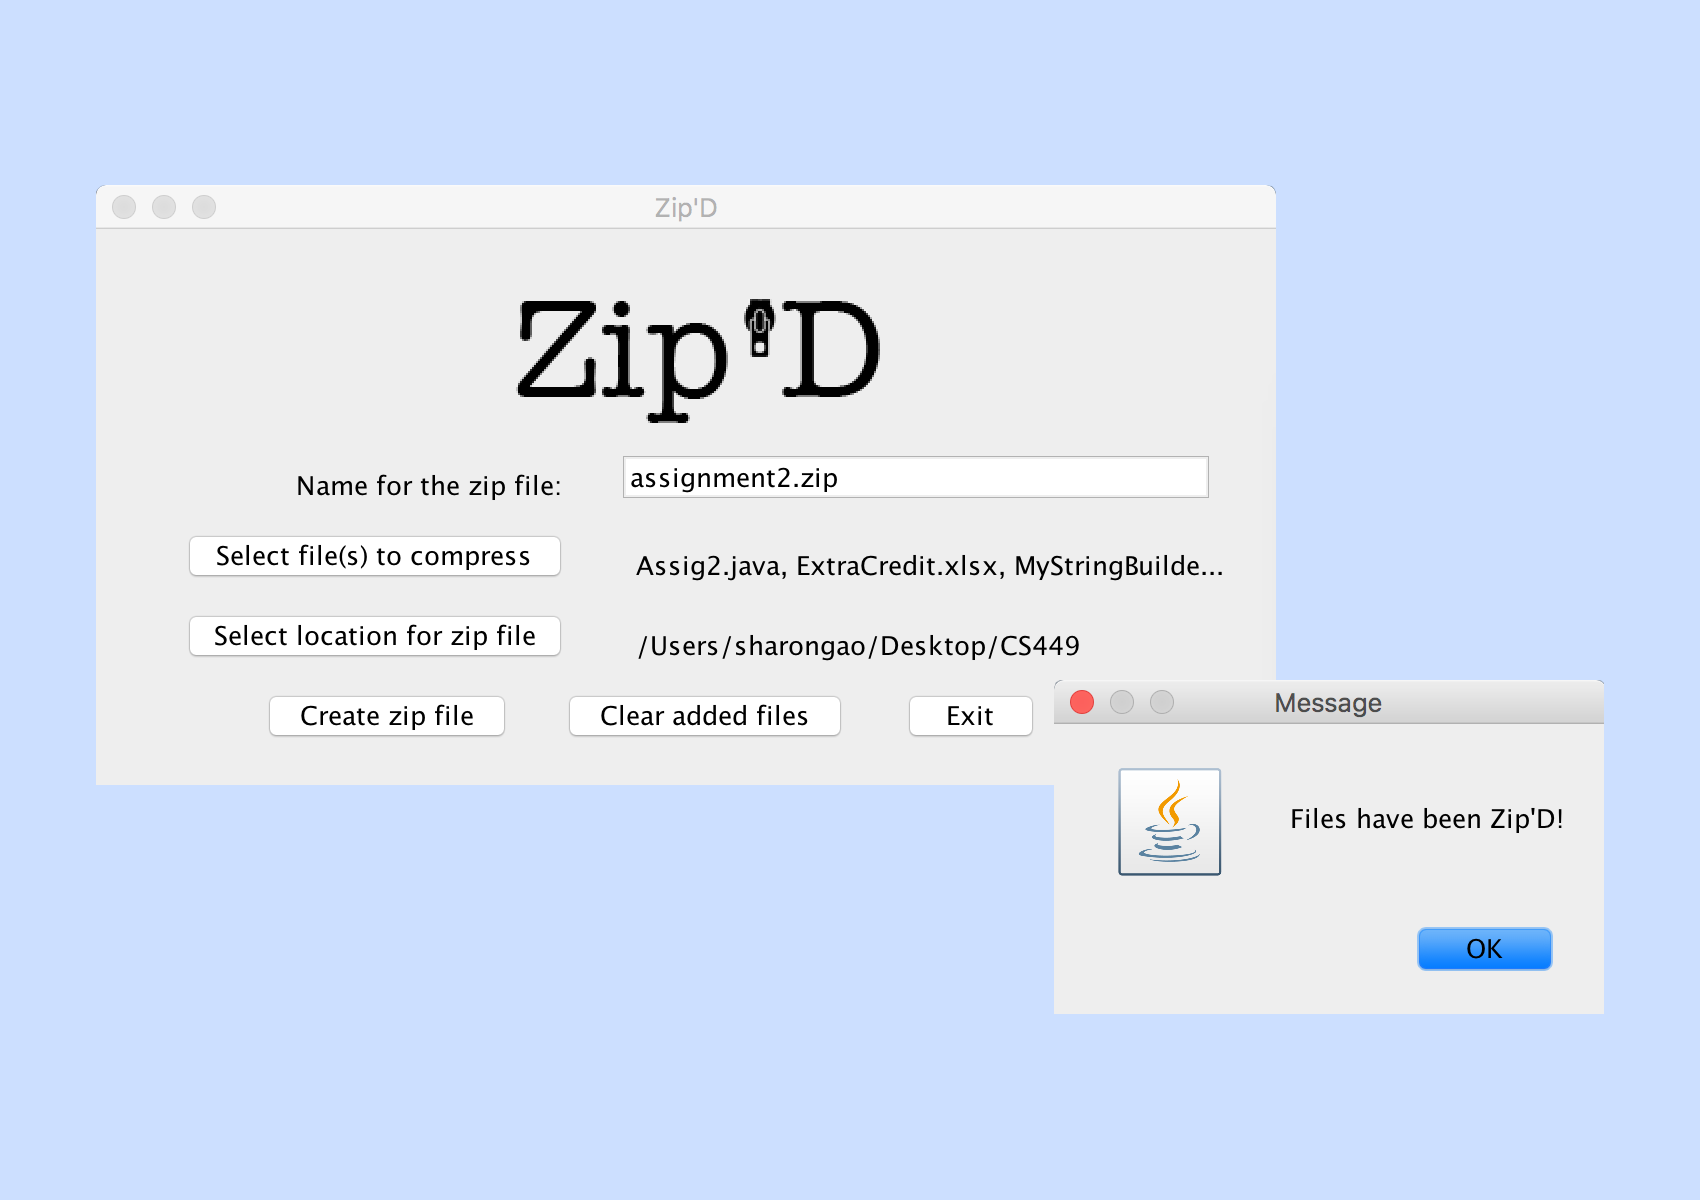 Zip'D
Zip'D
Name for the zip file: assignment2.zip
Select file(s) to compress Assig2.java, ExtraCredit.xlsx, MyStringBuilde...
Select location for zip file /Users/sharongao/Desktop/CS449
Create zip file Clear added files Exit
Message
Files have been Zip'D!
OK